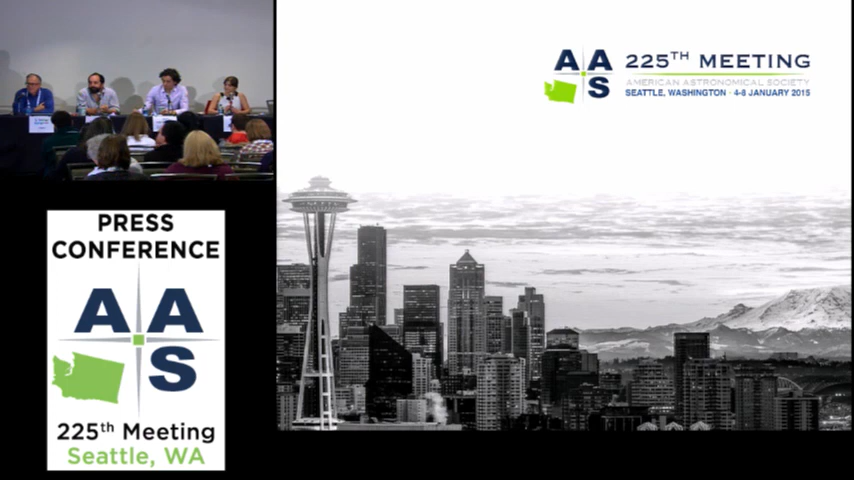 AAS
225TH MEETING
AMERICAN ASTRONOMICAL SOCIETY
SEATTLE, WASHINGTON · 4-8 JANUARY 2015
PRESS
CONFERENCE
AAS
225th Meeting
Seattle, WA